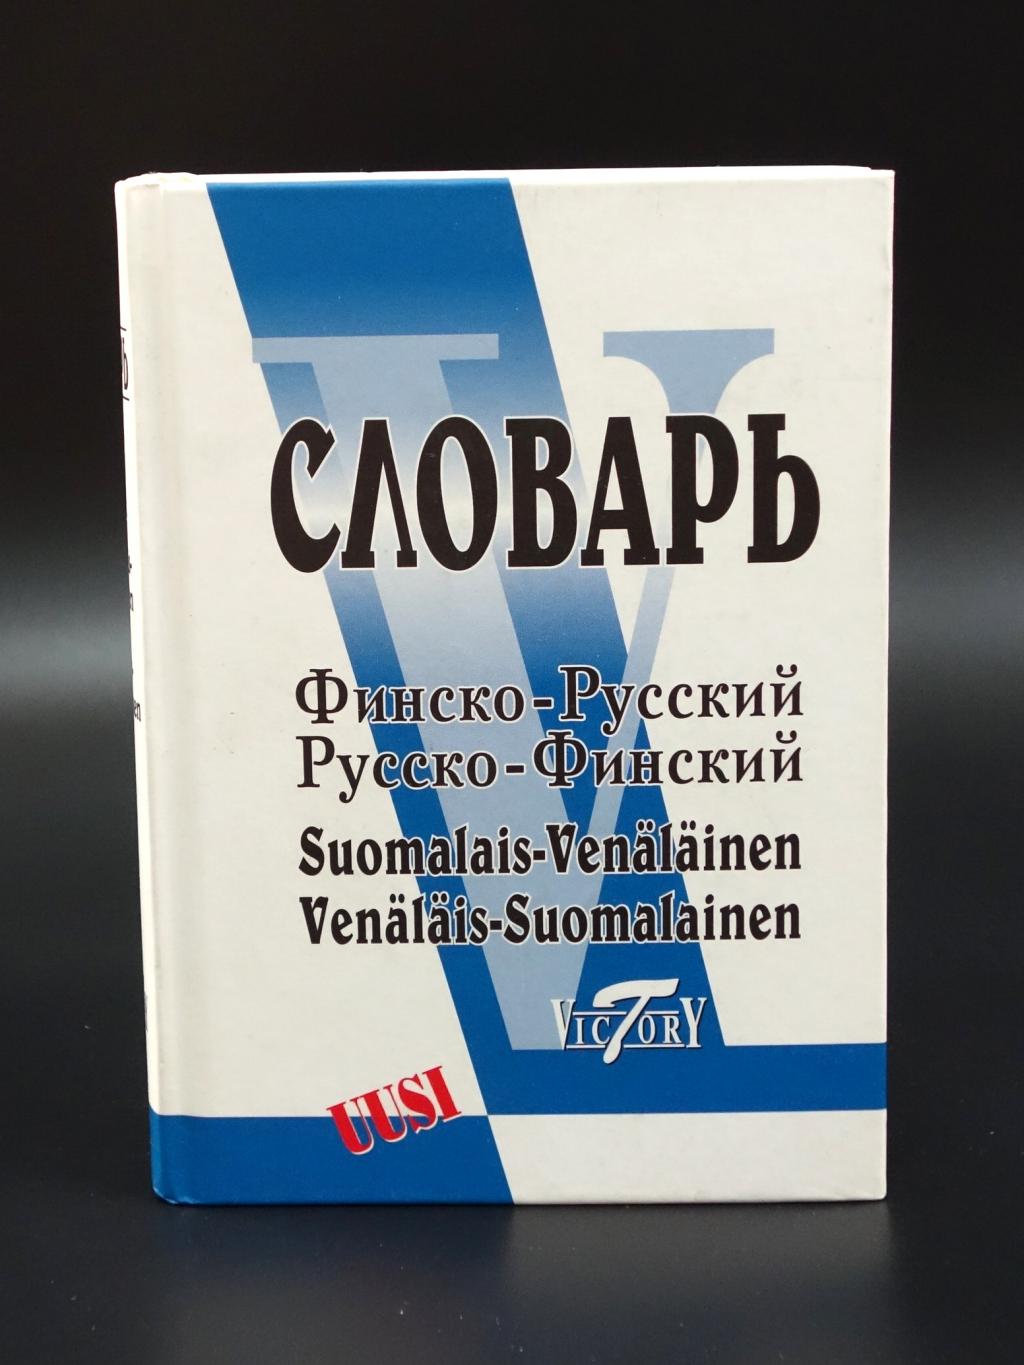 СЛОВАРЬ
Финско-Русский
Русско-Финский
Suomalais-Venäläinen
Venäläis-Suomalainen
VICTORY
UUSI